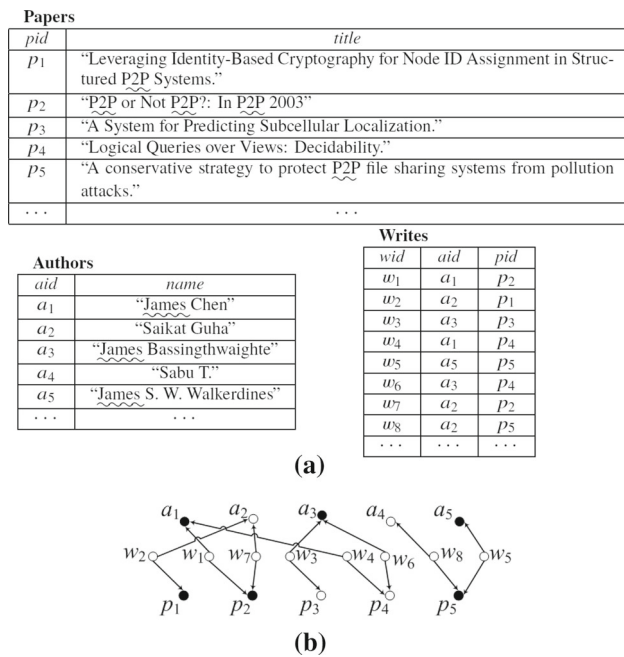 Papers
pid title
p1 “Leveraging Identity-Based Cryptography for Node ID Assignment in Struc-
tured P2P Systems.”
p2 “P2P or Not P2P?: In P2P 2003”
p3 “A System for Predicting Subcellular Localization.”
p4 “Logical Queries over Views: Decidability.”
p5 “A conservative strategy to protect P2P file sharing systems from pollution
attacks.”
... ...
Authors
aid name
a1 “James Chen”
a2 “Saikat Guha”
a3 “James Bassingthwaighte”
a4 “Sabu T.”
a5 “James S. W. Walkerdines”
... ...
Writes
wid aid pid
w1 a1 p2
w2 a2 p1
w3 a3 p3
w4 a1 p4
w5 a5 p5
w6 a3 p4
w7 a2 p2
w8 a2 p5
... ... ...
(a)
a1 a2 a3 a4 a5
w2 w1 w7 w3 w4 w6 w8 w5
p1 p2 p3 p4 p5
(b)